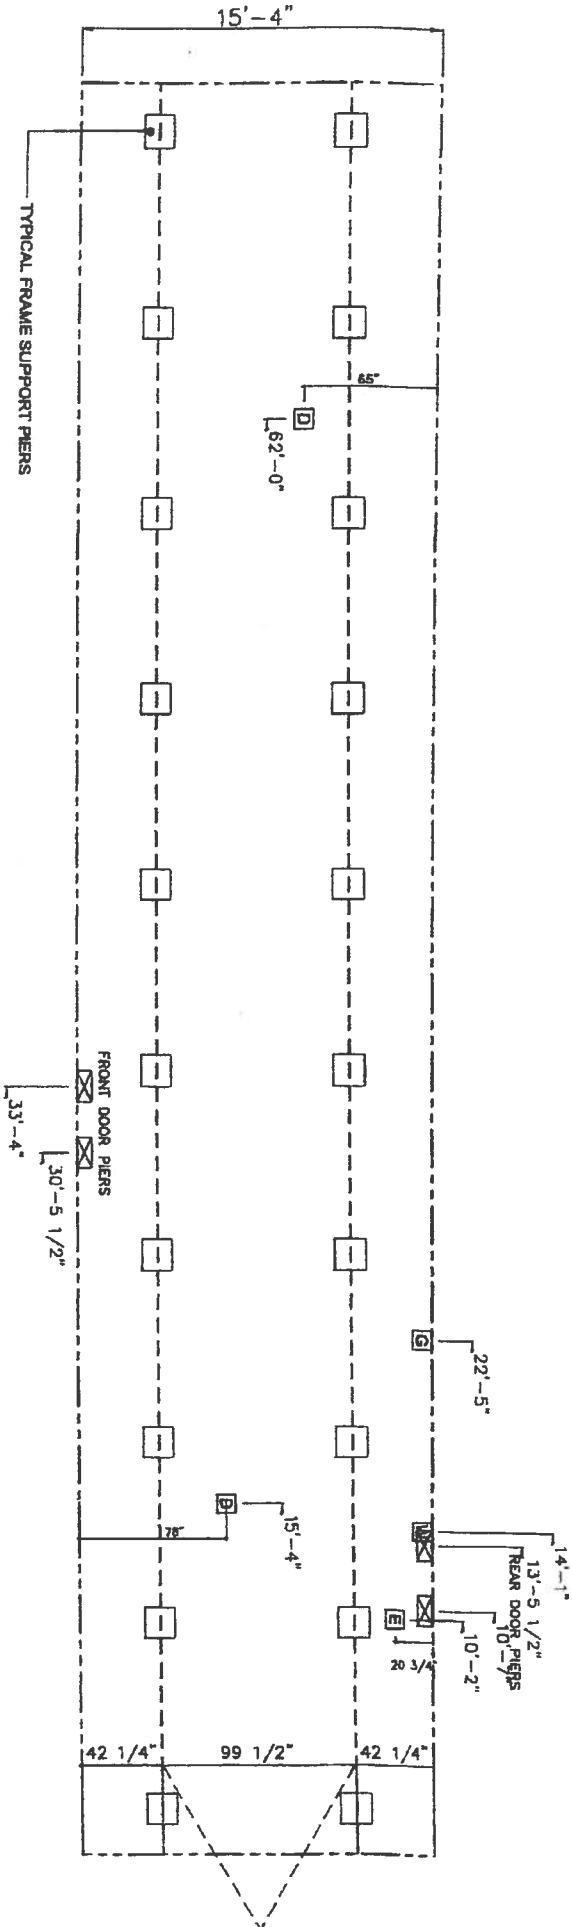 15'-4"
TYPICAL FRAME SUPPORT PIERS
65"
D
62'-0"
FRONT DOOR PIERS
33'-4"
30'-5 1/2"
G
22'-5"
D
15'-4"
78"
W
14'-1"
13'-5 1/2"
REAR DOOR PIERS
10'-7"
E
10'-2"
20 3/4"
42 1/4"
99 1/2"
42 1/4"